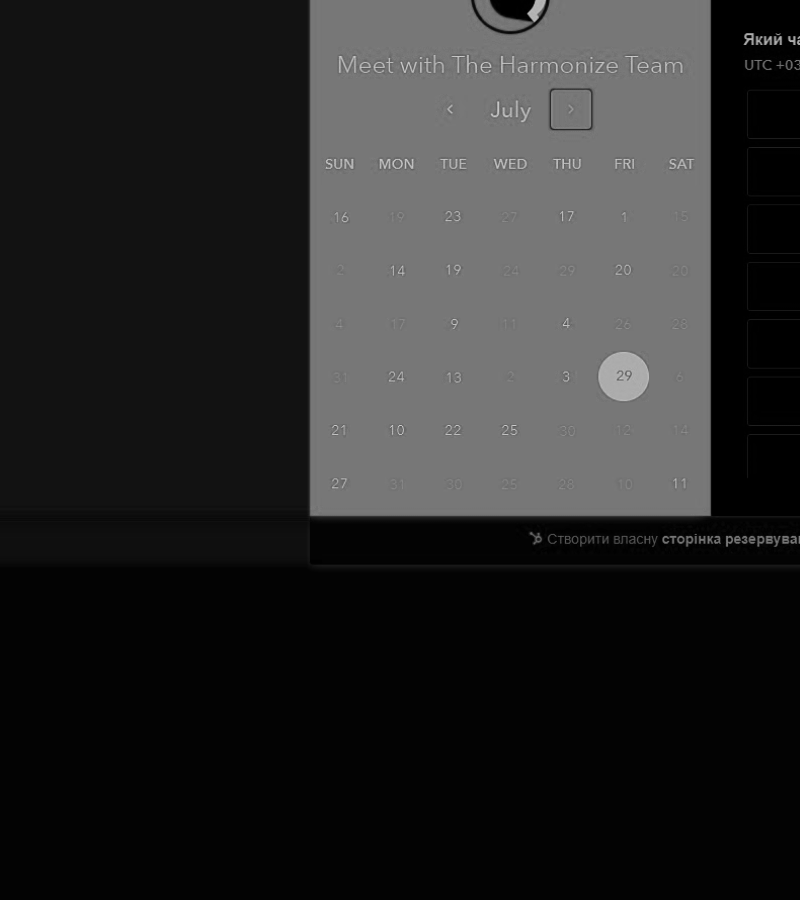 Meet with The Harmonize Team
July
SUN MON TUE WED THU FRI SAT
16 19 23 27 17 1 15
2 14 19 24 29 20 20
4 17 9 11 4 26 28
31 24 13 2 3 29 6
21 10 22 25 30 12 14
27 31 30 25 28 10 11
Який
UTC +03
Створити власну сторінка